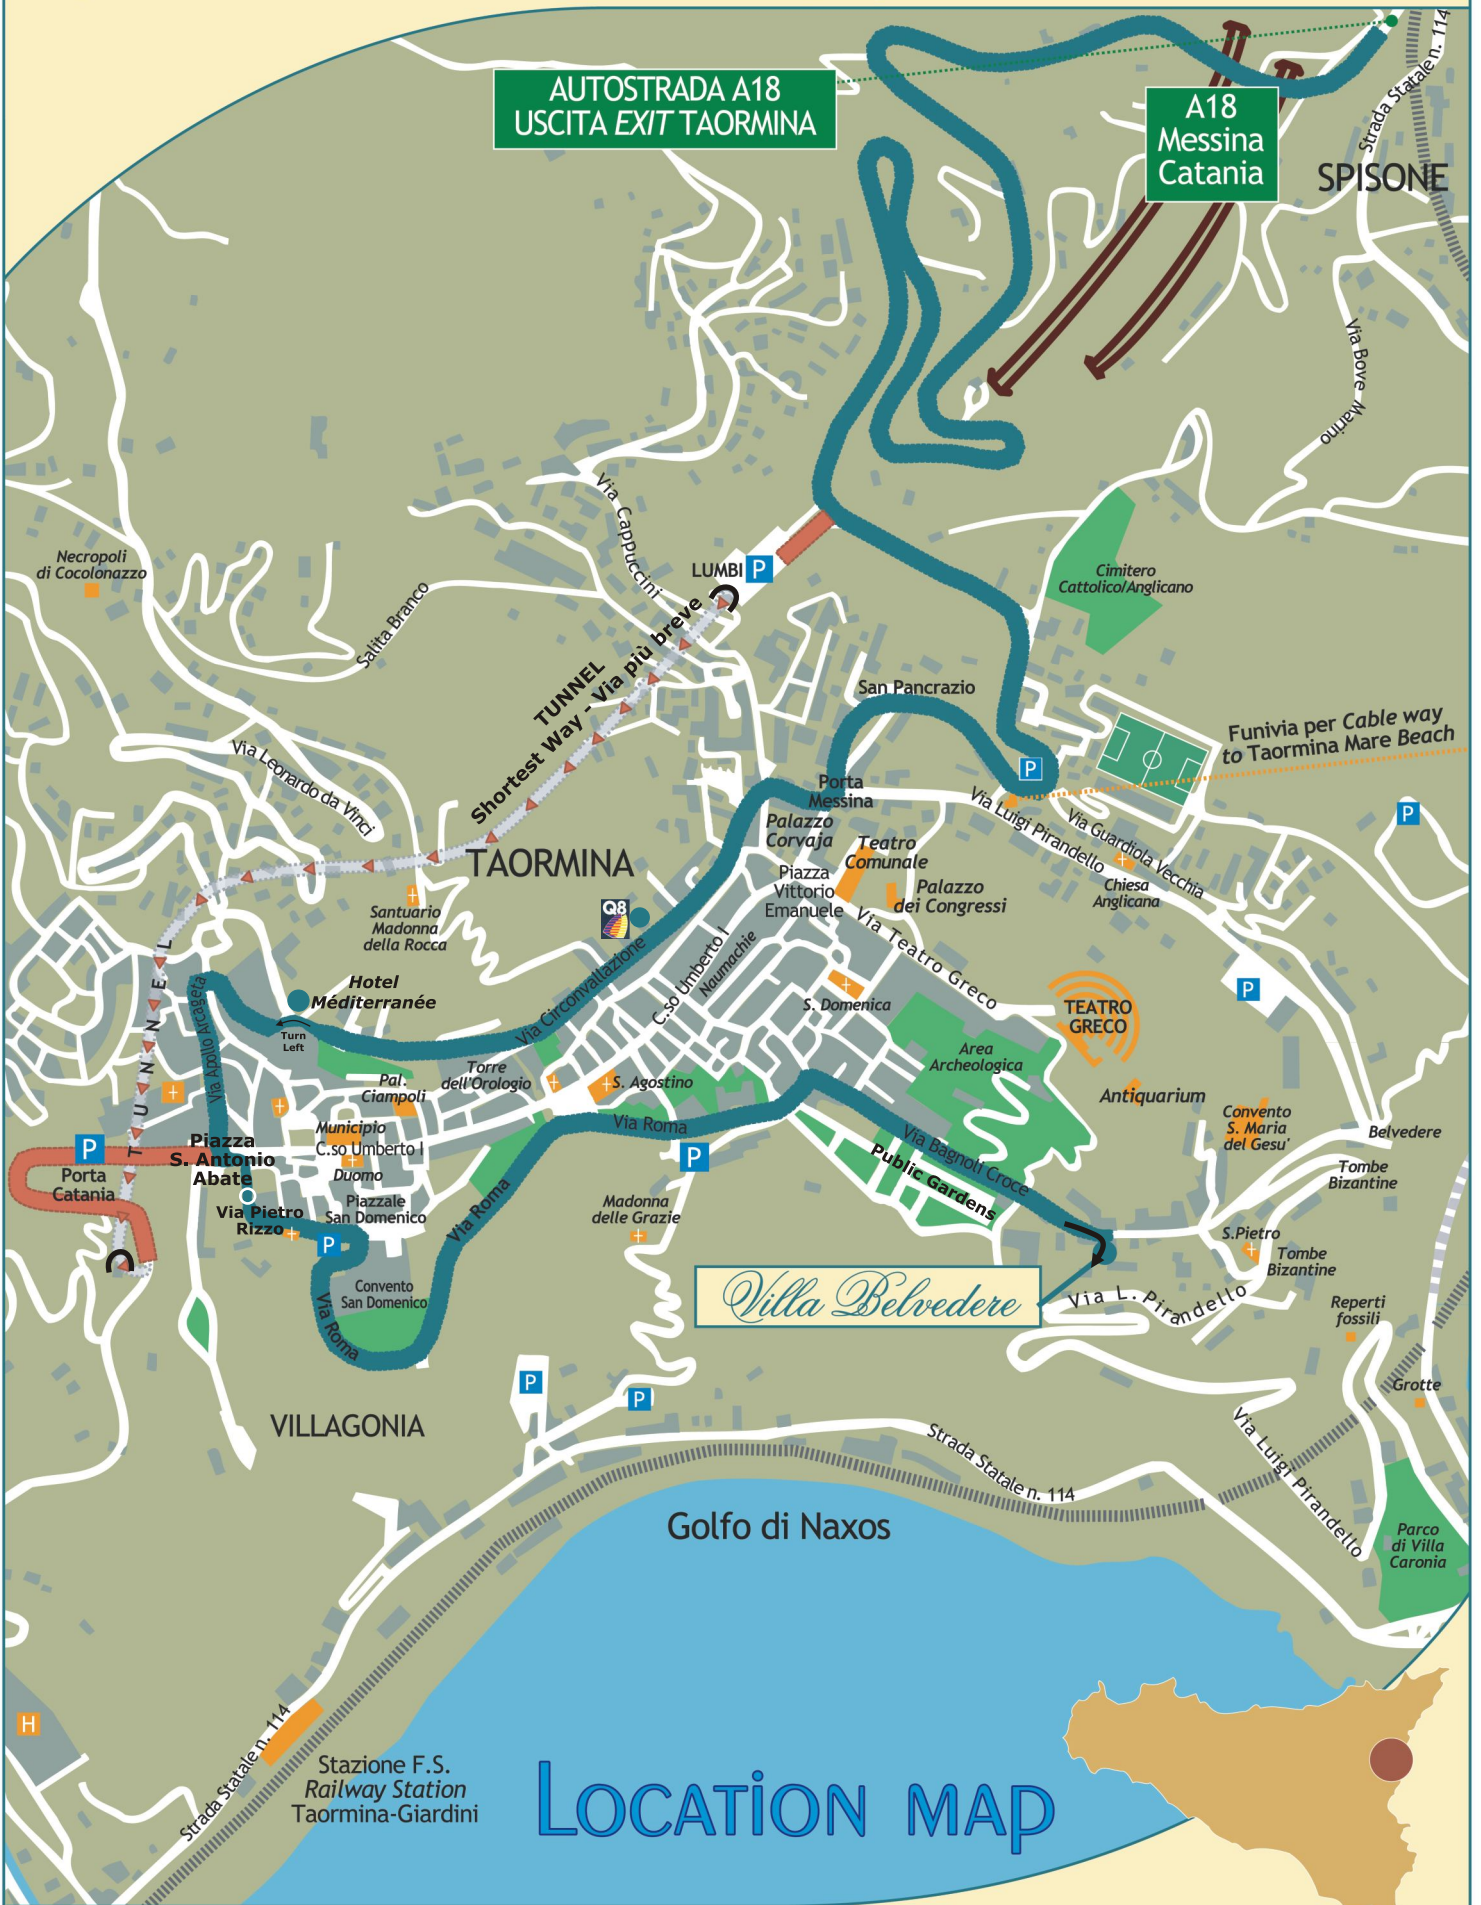 AUTOSTRADA A18
USCITA EXIT TAORMINA
A18
Messina
Catania
Strada Statale n. 114
SPISONE
Via Bove Marino
Via Cappuccini
Necropoli
di Cocolonazzo
LUMBI
P
Cimitero
Cattolico/Anglicano
Salita Branco
TUNNEL
Shortest Way - Via più breve
San Pancrazio
Funivia per Cable way
to Taormina Mare Beach
Via Leonardo da Vinci
P
Porta
Messina
Via Luigi Pirandello
Via Guardiola Vecchia
P
Palazzo
Corvaja
Teatro
Comunale
TAORMINA
Piazza
Vittorio
Emanuele
Palazzo
dei Congressi
Chiesa
Anglicana
Santuario
Madonna
della Rocca
Q8
Via Teatro Greco
C.so Umberto I
Naumachie
Via Circonvallazione
TUNNEL
Hotel
Méditerranée
Turn
Left
Via Apollo Arcageta
S. Domenica
P
TEATRO
GRECO
Area
Archeologica
Antiquarium
Torre
dell'Orologio
S. Agostino
Pal.
Ciampoli
Convento
S. Maria
del Gesu'
Belvedere
Municipio
C.so Umberto I
Via Roma
Via Bagnoli Croce
Public Gardens
P
Piazza
S. Antonio
Abate
Porta
Catania
P
Duomo
Tombe
Bizantine
Via Pietro
Rizzo
Piazzale
San Domenico
Via Roma
Madonna
delle Grazie
P
S.Pietro
Tombe
Bizantine
Convento
San Domenico
Villa Belvedere
Via L. Pirandello
Via Roma
Reperti
fossili
Grotte
P
P
VILLAGONIA
Strada Statale n. 114
Via Luigi Pirandello
Golfo di Naxos
Parco
di Villa
Caronia
H
Strada Statale n. 114
Stazione F.S.
Railway Station
Taormina-Giardini
LOCATiON MAP